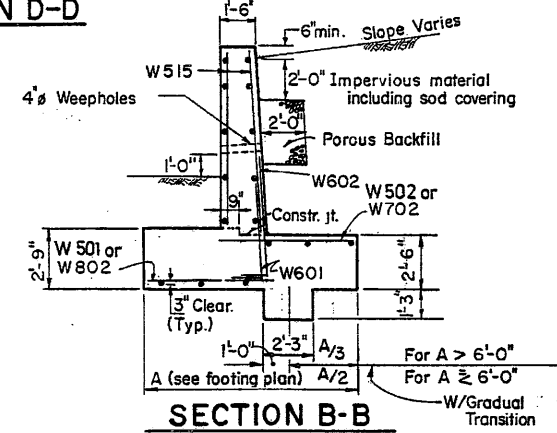 N D-D
1'-6"
6" min.
Slope Varies
W 515
2'-0" Impervious material
including sod covering
4"ø Weepholes
2'-0"
Porous Backfill
1'-0"
W602
W 502 or
W702
9"
Constr. jt.
2'-9"
W 501 or
W802
W601
2'-6"
1'-3"
3" Clear.
(Typ.)
2'-3"
A/3
1'-0"
For A > 6'-0"
A (see footing plan)
A/2
For A ≦ 6'-0"
W/Gradual
Transition
SECTION B-B